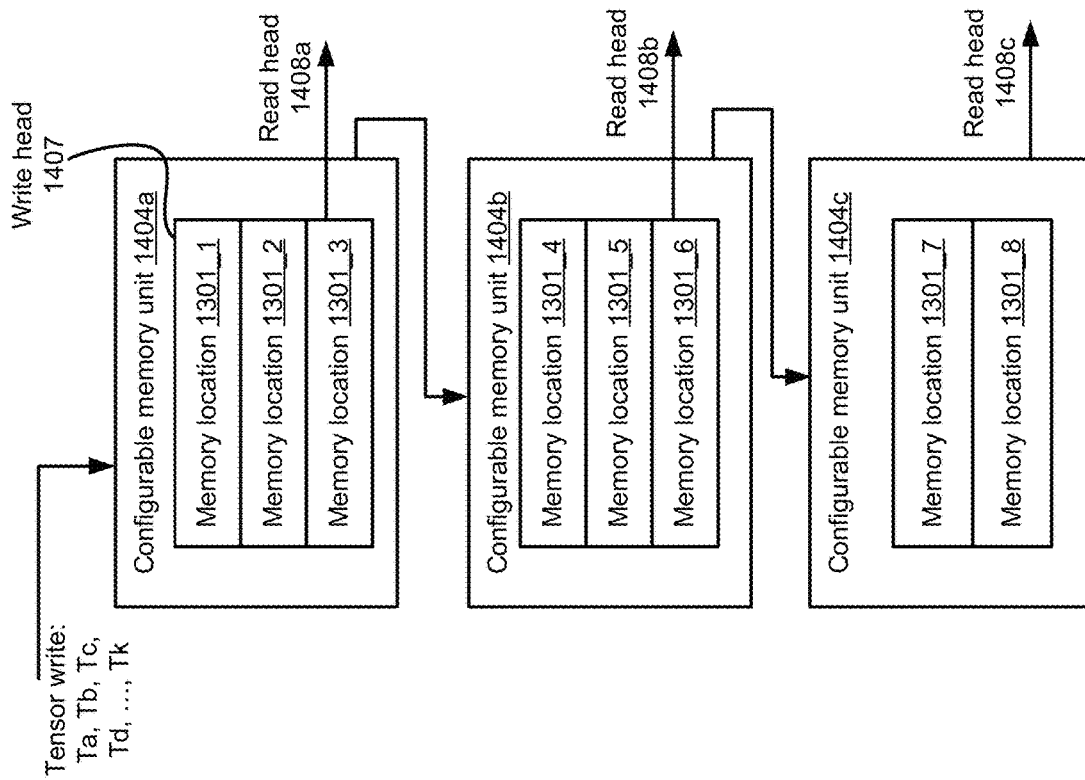 Tensor write:
Ta, Tb, Tc,
Td, ...., Tk
Write head
1407
Configurable memory unit 1404a
Memory location 1301_1
Memory location 1301_2
Memory location 1301_3
Read head
1408a
Configurable memory unit 1404b
Memory location 1301_4
Memory location 1301_5
Memory location 1301_6
Read head
1408b
Configurable memory unit 1404c
Memory location 1301_7
Memory location 1301_8
Read head
1408c